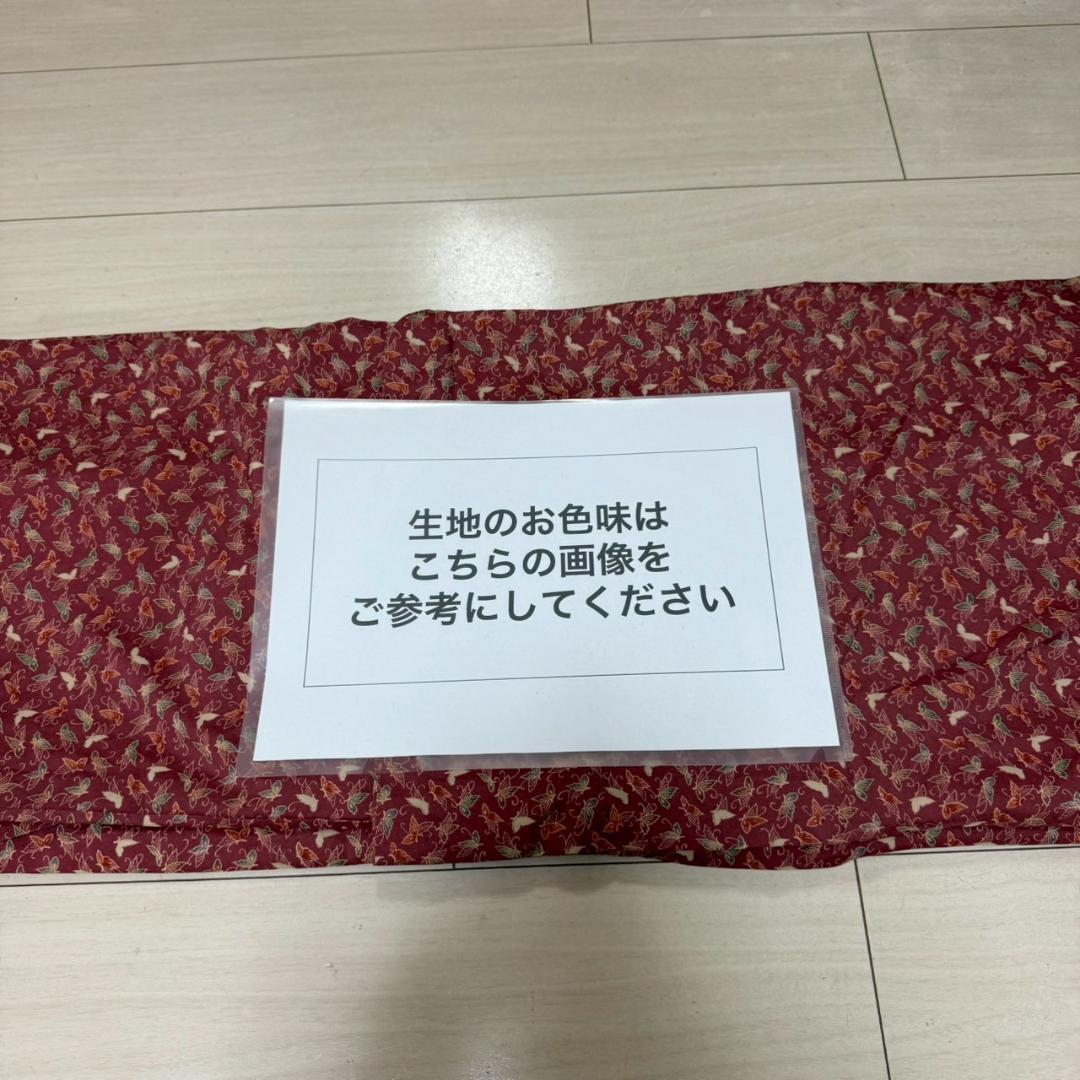 生地のお色味は
こちらの画像を
ご参考にしてください